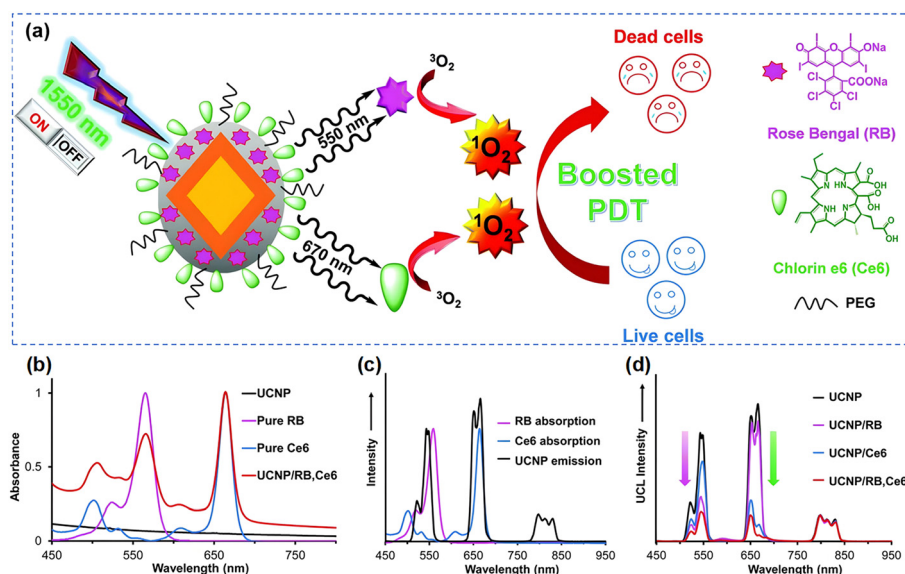 (a)
1550 nm
ON
OFF
PEG
PEG
PEG
PEG
550 nm
670 nm
³O₂
¹O₂
¹O₂
³O₂
Dead cells
Boosted
PDT
Live cells
O
O
ONa
I
I
I
I
COONa
Cl
Cl
Cl
Cl
Rose Bengal (RB)
NH
HN
N
N
O
OH
O
OH
O
OH
Chlorin e6 (Ce6)
PEG
(b)
Absorbance
1
0.5
0
450
550
650
750
Wavelength (nm)
UCNP
Pure RB
Pure Ce6
UCNP/RB,Ce6
(c)
Intensity
450
550
650
750
850
950
Wavelength (nm)
RB absorption
Ce6 absorption
UCNP emission
(d)
UCL Intensity
450
550
650
750
850
950
Wavelength (nm)
UCNP
UCNP/RB
UCNP/Ce6
UCNP/RB,Ce6